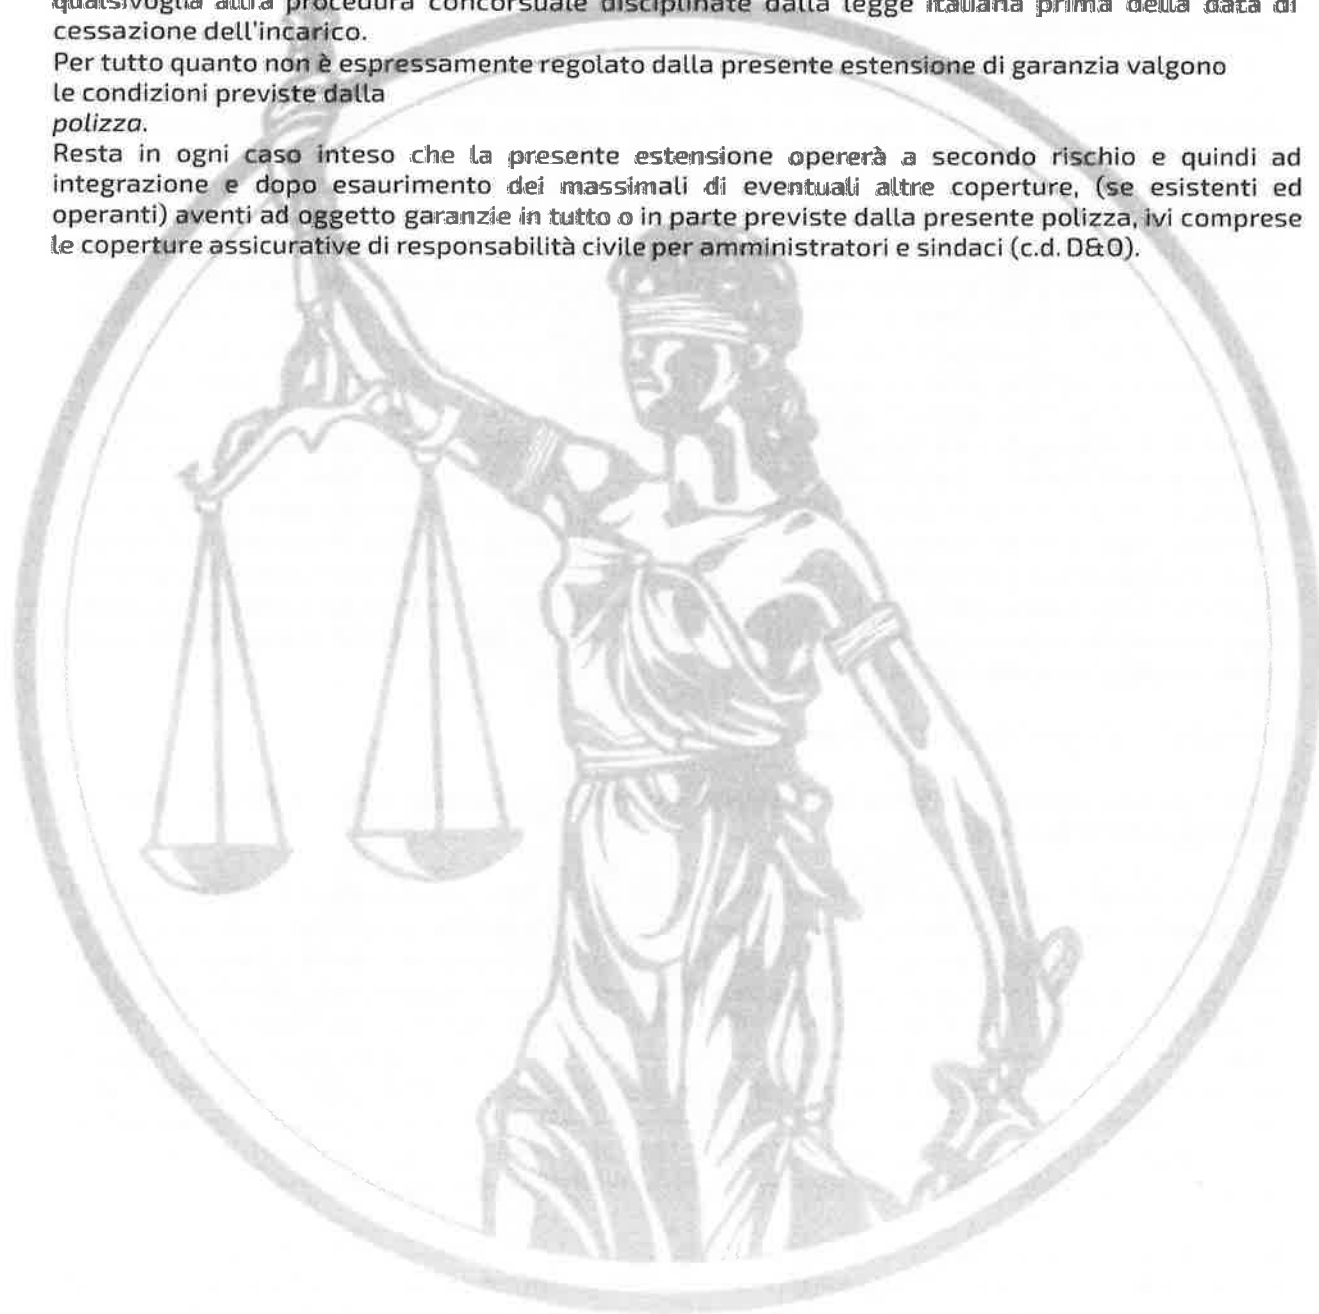 qualsivoglia altra procedura concorsuale disciplinate dalla legge italiana prima della data di
cessazione dell'incarico.
Per tutto quanto non è espressamente regolato dalla presente estensione di garanzia valgono
le condizioni previste dalla
polizza.
Resta in ogni caso inteso che la presente estensione opererà a secondo rischio e quindi ad
integrazione e dopo esaurimento dei massimali di eventuali altre coperture, (se esistenti ed
operanti) aventi ad oggetto garanzie in tutto o in parte previste dalla presente polizza, ivi comprese
le coperture assicurative di responsabilità civile per amministratori e sindaci (c.d. D&O).